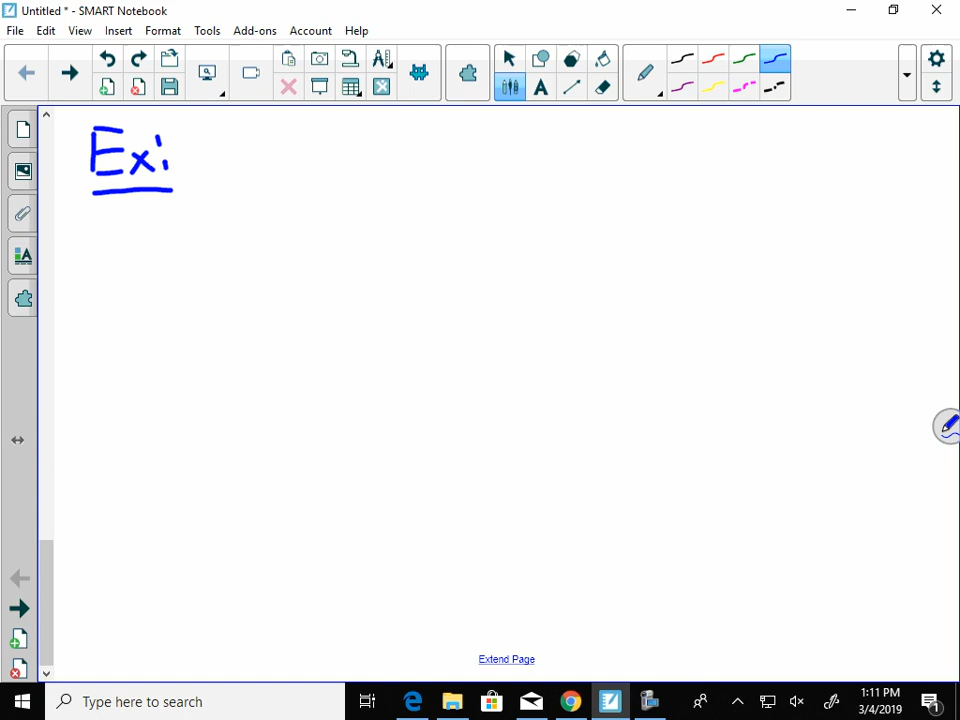 Untitled * - SMART Notebook
File Edit View Insert Format Tools Add-ons Account Help
Ex:
Extend Page
Type here to search
1:11 PM
3/4/2019
1